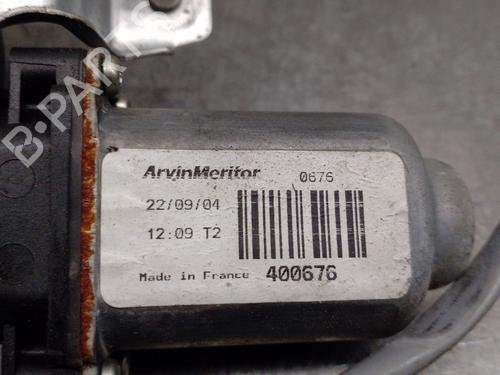 B-PARTS
ArvinMeritor 0676
22/09/04
12:09 T2
Made in France 400676